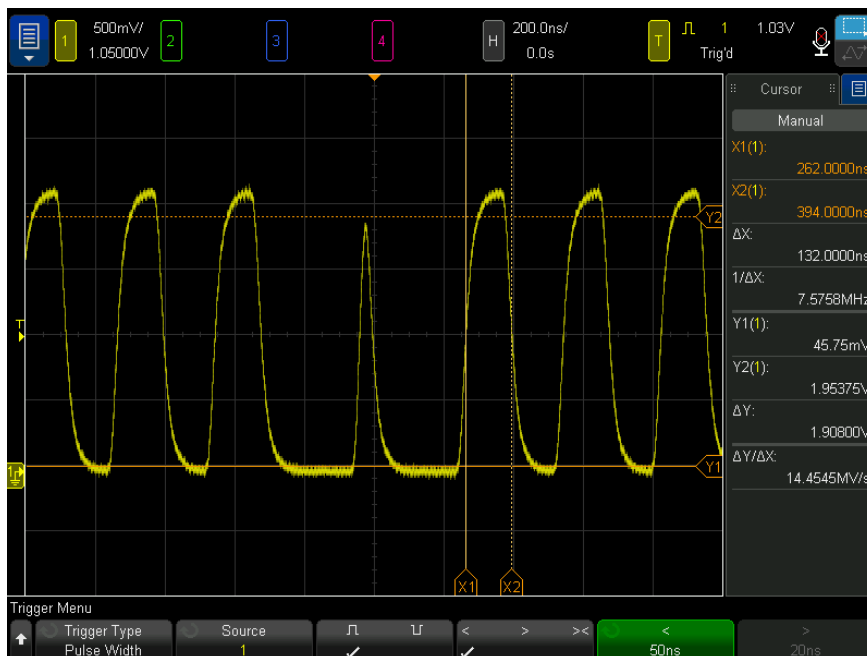 1
500mV/
1.05000V
2
3
4
H
200.0ns/
0.0s
T
1
1.03V
Trig'd
Cursor
Manual
X1(1):
262.0000ns
X2(1):
394.0000ns
ΔX:
132.0000ns
1/ΔX:
7.5758MHz
Y1(1):
45.75mV
Y2(1):
1.95375V
ΔY:
1.90800V
ΔY/ΔX:
14.4545MV/s
T
Y2
1
Y1
X1
X2
Trigger Menu
Trigger Type
Pulse Width
Source
1
< > ><
<
50ns
>
20ns